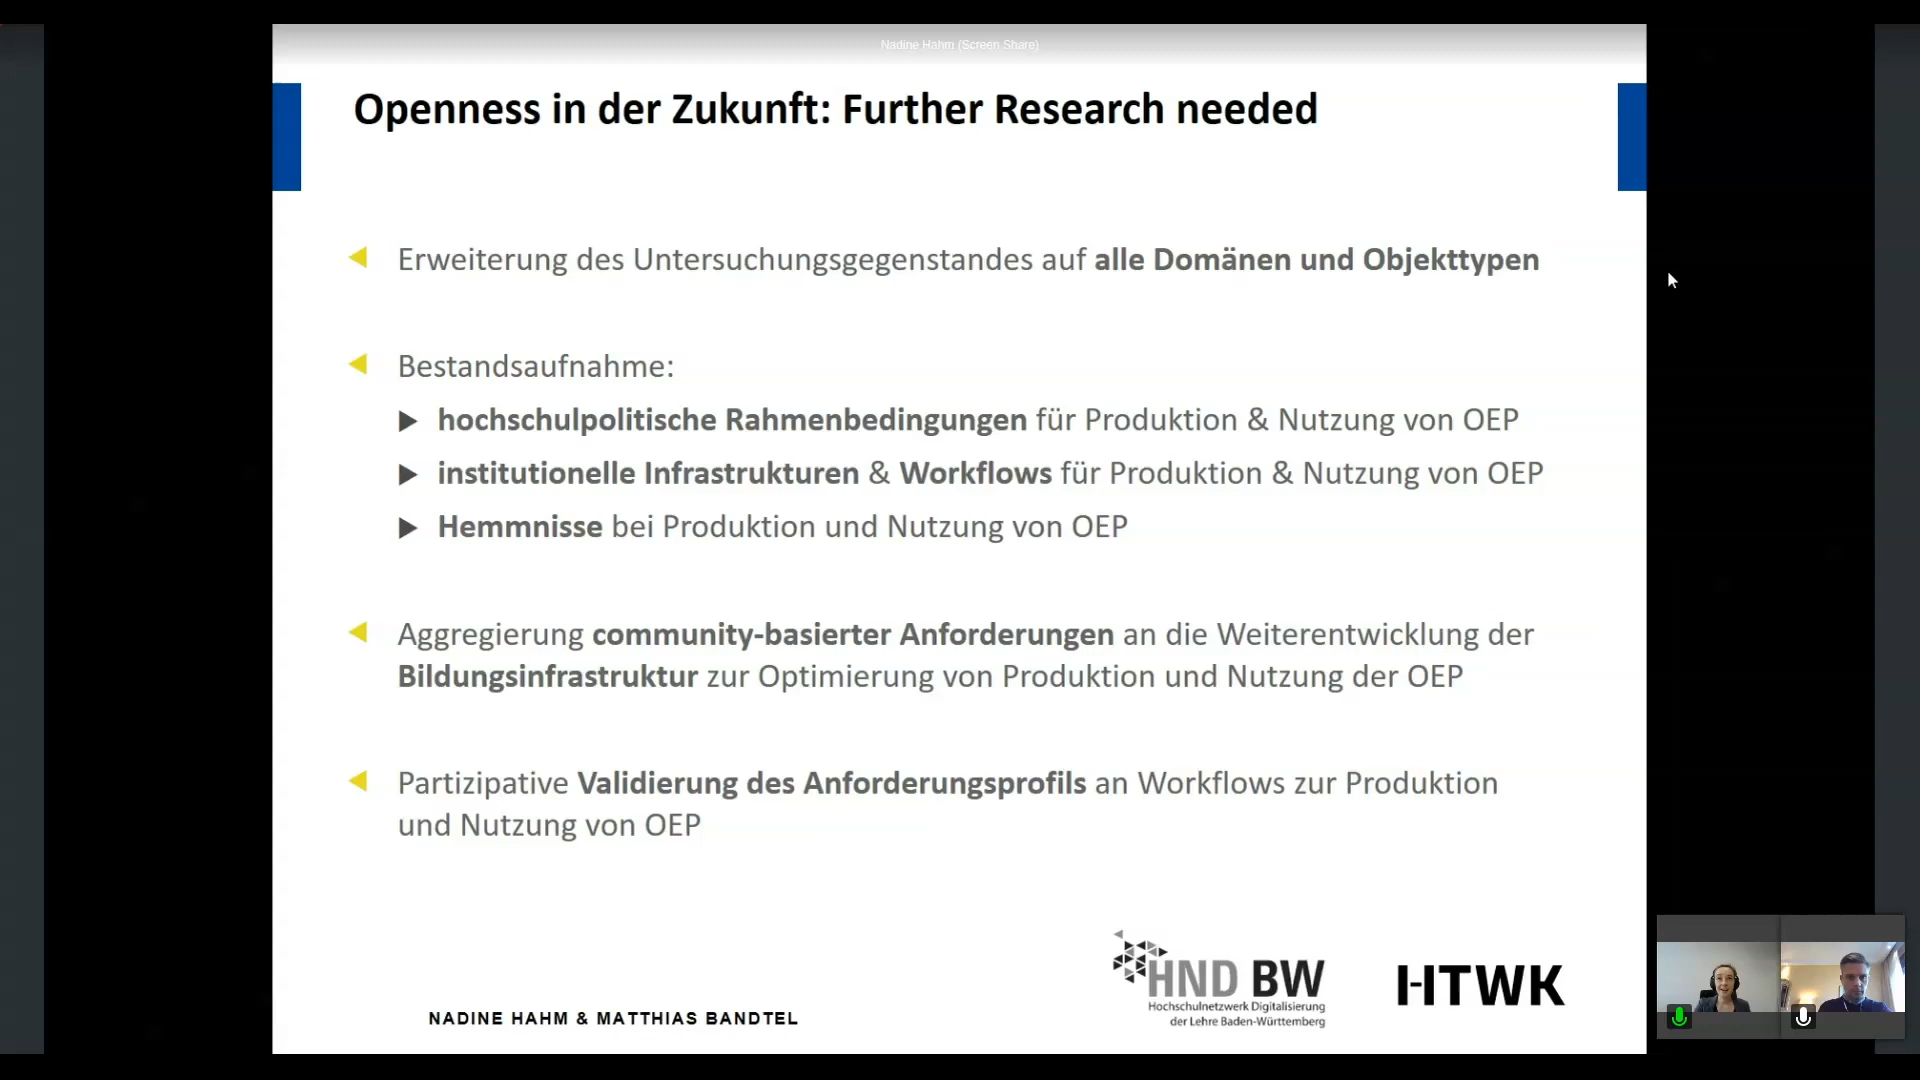 Nadine Hahm (Screen Share)
Openness in der Zukunft: Further Research needed
Erweiterung des Untersuchungsgegenstandes auf alle Domänen und Objekttypen
Bestandsaufnahme:
hochschulpolitische Rahmenbedingungen für Produktion & Nutzung von OEP
institutionelle Infrastrukturen & Workflows für Produktion & Nutzung von OEP
Hemmnisse bei Produktion und Nutzung von OEP
Aggregierung community-basierter Anforderungen an die Weiterentwicklung der
Bildungsinfrastruktur zur Optimierung von Produktion und Nutzung der OEP
Partizipative Validierung des Anforderungsprofils an Workflows zur Produktion
und Nutzung von OEP
NADINE HAHM & MATTHIAS BANDTEL
HND BW
Hochschulnetzwerk Digitalisierung
der Lehre Baden-Württemberg
HTWK